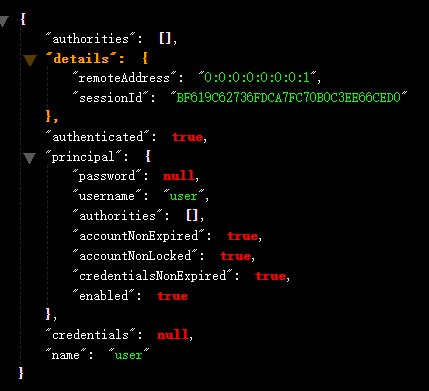 {
"authorities": [],
"details": {
"remoteAddress": "0:0:0:0:0:0:0:1",
"sessionId": "BF619C62736FDCA7FC70B0C3EE66CED0"
},
"authenticated": true,
"principal": {
"password": null,
"username": "user",
"authorities": [],
"accountNonExpired": true,
"accountNonLocked": true,
"credentialsNonExpired": true,
"enabled": true
},
"credentials": null,
"name": "user"
}